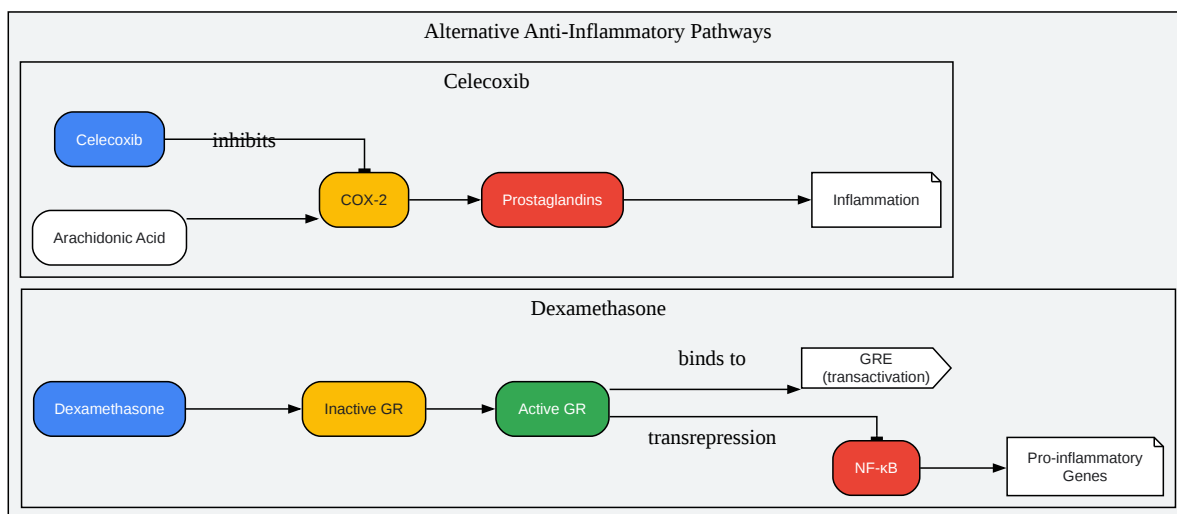 Alternative Anti-Inflammatory Pathways
Celecoxib
Celecoxib
inhibits
COX-2
Prostaglandins
Inflammation
Arachidonic Acid
Dexamethasone
binds to
GRE
(transactivation)
Dexamethasone
Inactive GR
Active GR
transrepression
NF-κB
Pro-inflammatory
Genes